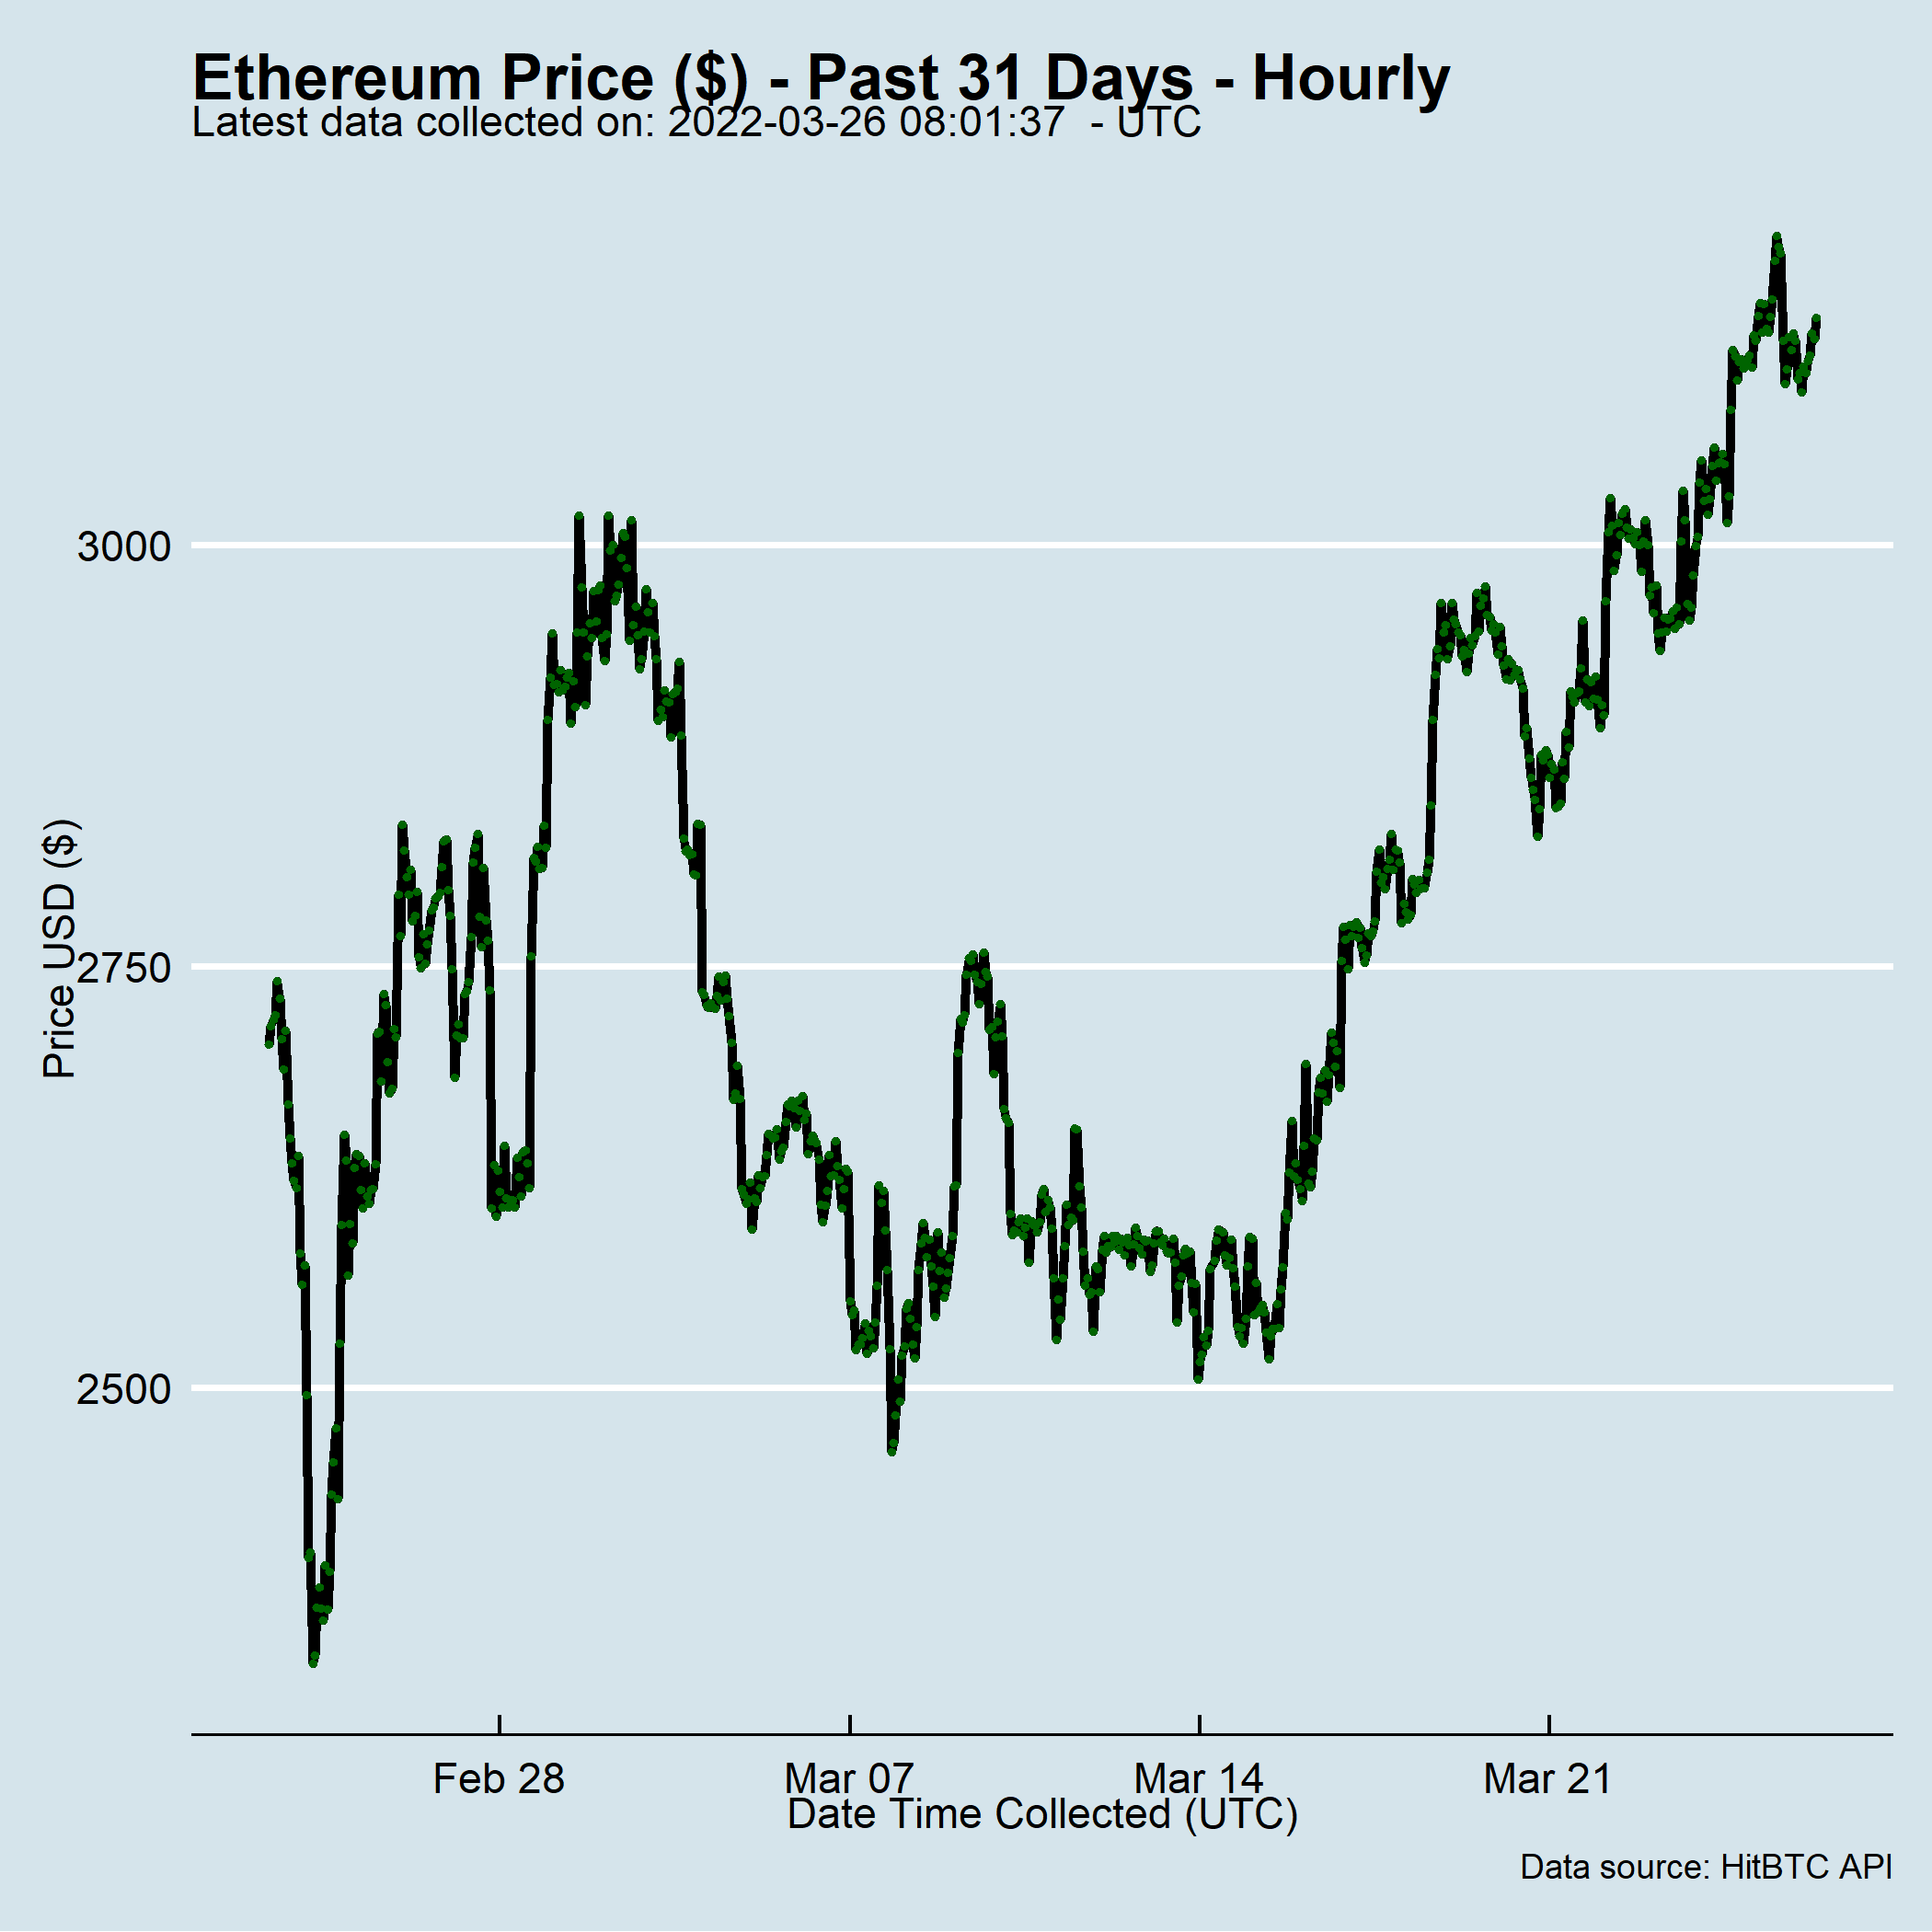 Ethereum Price ($) - Past 31 Days - Hourly
Latest data collected on: 2022-03-26 08:01:37  - UTC
3000
2750
2500
Price USD ($)
Feb 28
Mar 07
Mar 14
Mar 21
Date Time Collected (UTC)
Data source: HitBTC API